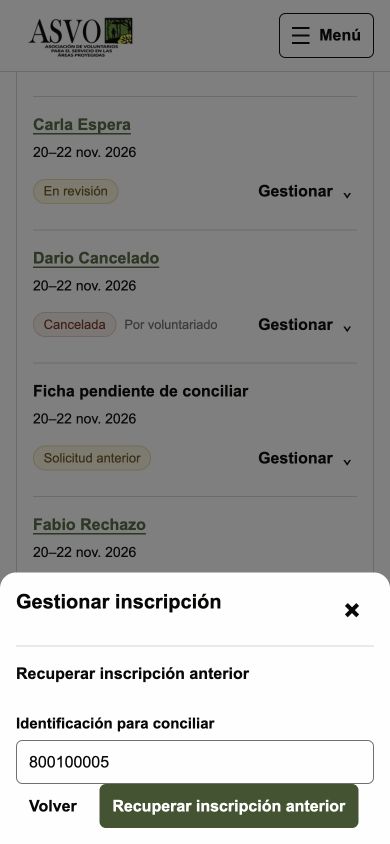 ASVO
ASOCIACIÓN DE VOLUNTARIOS
PARA EL SERVICIO EN LAS
ÁREAS PROTEGIDAS
Menú
Carla Espera
20–22 nov. 2026
En revisión
Gestionar
Dario Cancelado
20–22 nov. 2026
Cancelada
Por voluntariado
Gestionar
Ficha pendiente de conciliar
20–22 nov. 2026
Solicitud anterior
Gestionar
Fabio Rechazo
20–22 nov. 2026
Gestionar inscripción
Recuperar inscripción anterior
Identificación para conciliar
800100005
Volver
Recuperar inscripción anterior